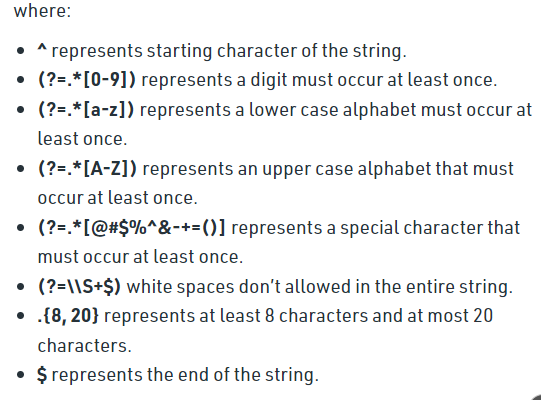 where:
• ^ represents starting character of the string.
• (?=.*[0-9]) represents a digit must occur at least once.
• (?=.*[a-z]) represents a lower case alphabet must occur at
least once.
• (?=.*[A-Z]) represents an upper case alphabet that must
occur at least once.
• (?=.*[@#$%^&-+=()] represents a special character that
must occur at least once.
• (?=\\S+$) white spaces don’t allowed in the entire string.
• .{8, 20} represents at least 8 characters and at most 20
characters.
• $ represents the end of the string.